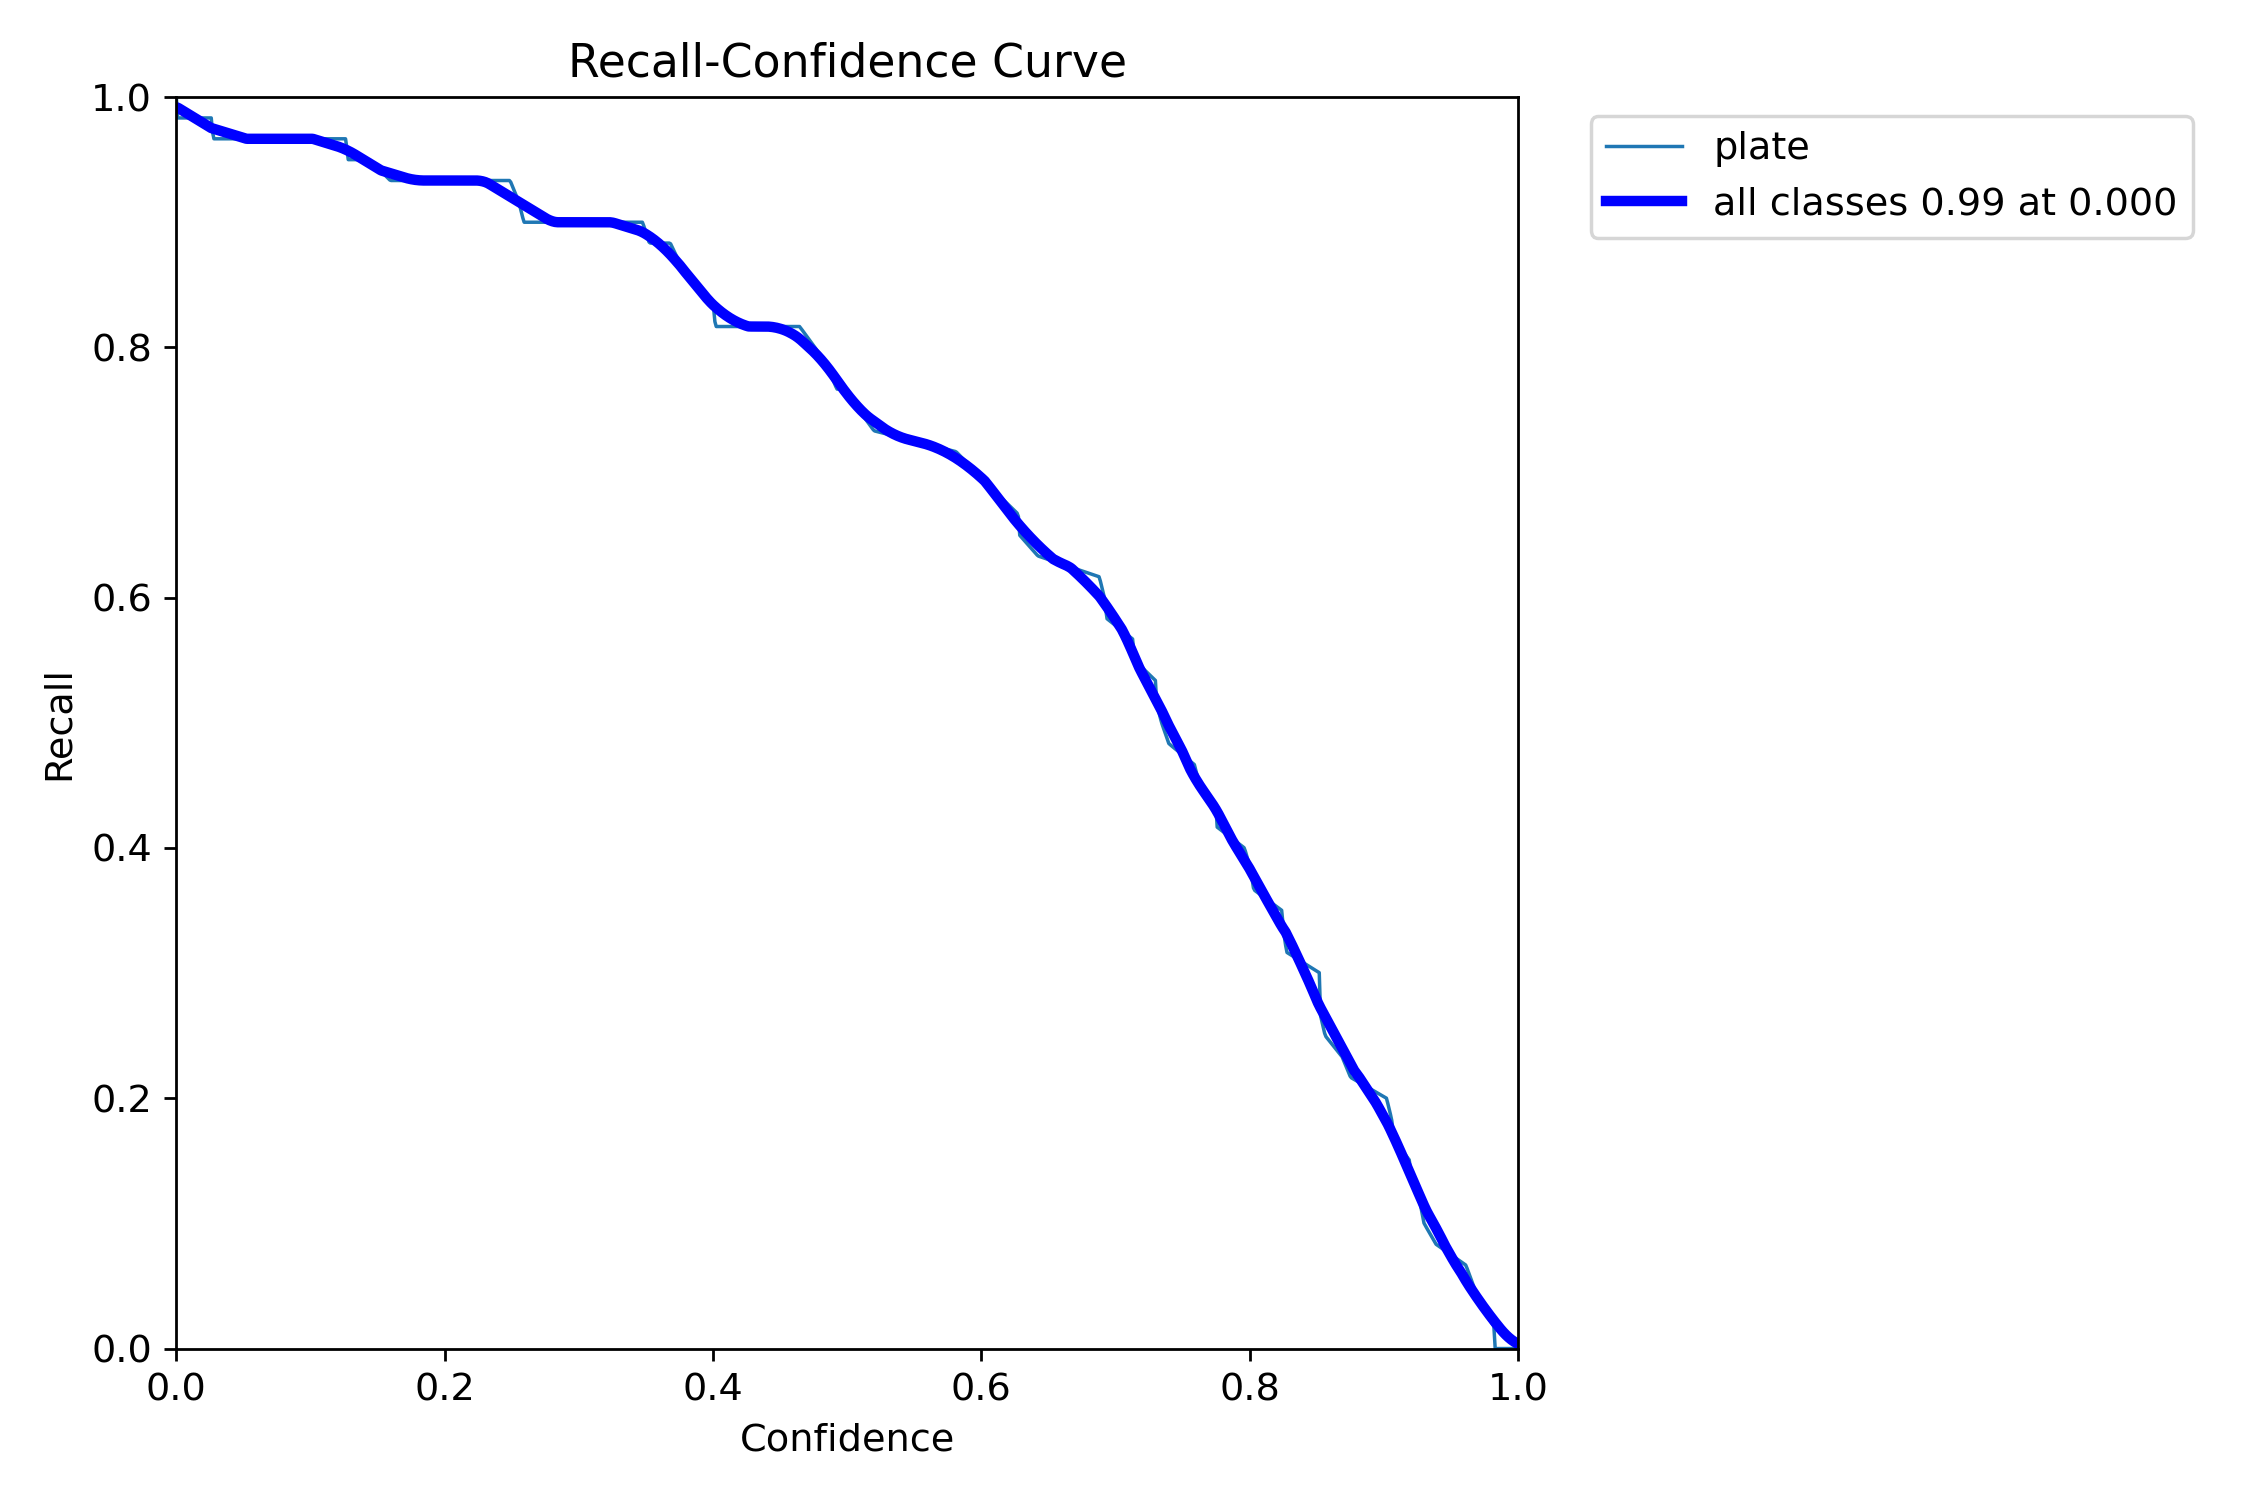 Recall-Confidence Curve
plate
all classes 0.99 at 0.000
1.0
0.8
0.6
0.4
0.2
0.0
Recall
0.0 0.2 0.4 0.6 0.8 1.0
Confidence